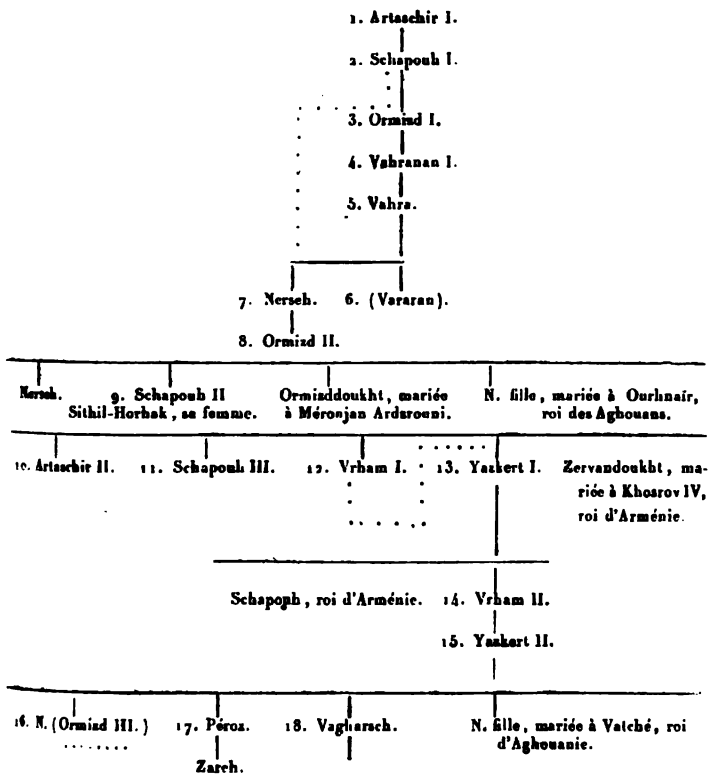 1. Artaschir I.
2. Schapouh I.
3. Ormizd I.
4. Vahranan I.
5. Vahra.
7. Nerseh. 6. (Vararan).
8. Ormizd II.
Nerseh. 9. Schapouh II Ormizddoukht, mariée N. fille, mariée à Ourhnaïr,
Sithil-Horhak, sa femme. à Méronjan Ardzrouni. roi des Aghouans.
10. Artaschir II. 11. Schapouh III. 12. Vrham I. 13. Yazkert I. Zervandoukht, ma-
riée à Khosrov IV,
roi d'Arménie.
Schapouh, roi d'Arménie. 14. Vrham II.
15. Yazkert II.
16. N. (Ormizd III.) 17. Péroz. 18. Vagharsch. N. fille, mariée à Vatché, roi
d'Aghouanie.
Zareh.